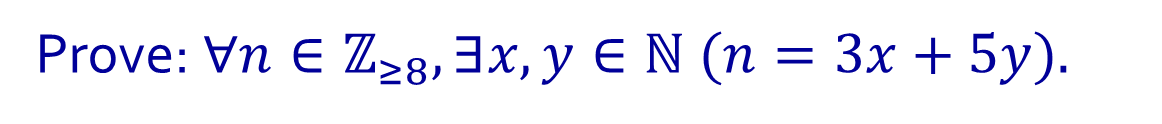 Prove: ∀𝑛 ∈ ℤ≥8, ∃𝑥, 𝑦 ∈ ℕ (𝑛 = 3𝑥 + 5𝑦).